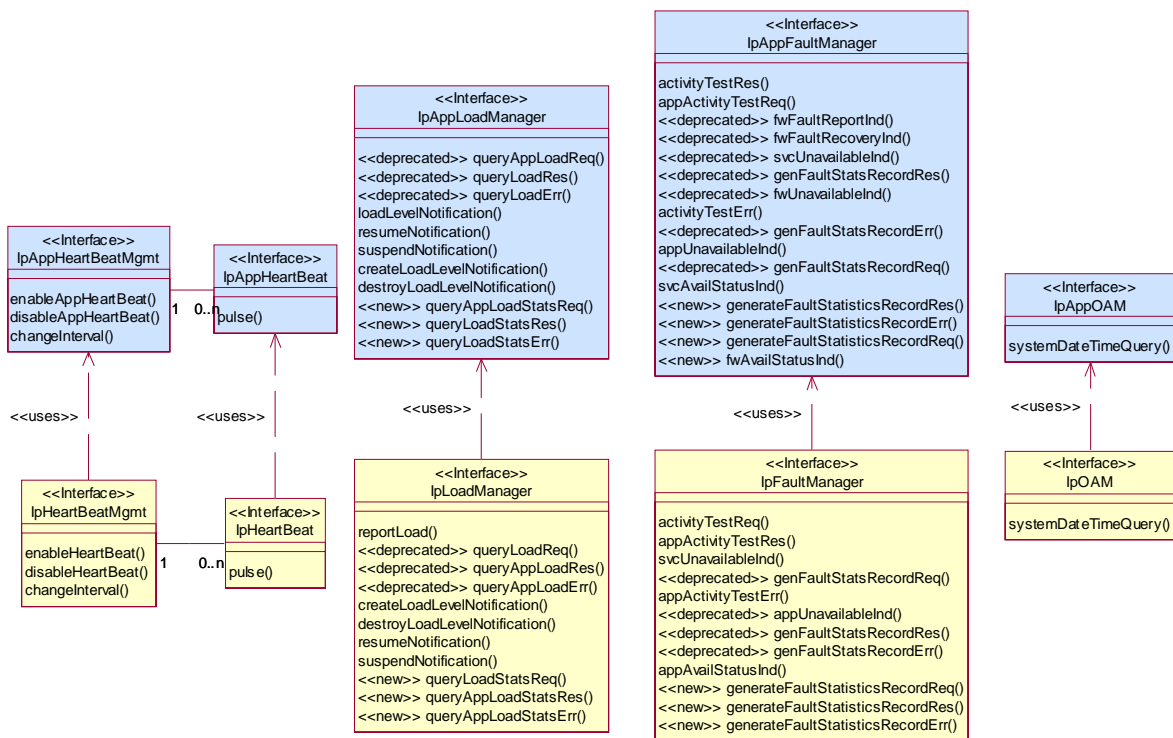 <<Interface>>
IpAppHeartBeatMgmt
enableAppHeartBeat()
disableAppHeartBeat()
changeInterval()
1
0..n
<<Interface>>
IpAppHeartBeat
pulse()
<<Interface>>
IpAppLoadManager
<<deprecated>> queryAppLoadReq()
<<deprecated>> queryLoadRes()
<<deprecated>> queryLoadErr()
loadLevelNotification()
resumeNotification()
suspendNotification()
createLoadLevelNotification()
destroyLoadLevelNotification()
<<new>> queryAppLoadStatsReq()
<<new>> queryLoadStatsRes()
<<new>> queryLoadStatsErr()
<<Interface>>
IpAppFaultManager
activityTestRes()
appActivityTestReq()
<<deprecated>> fwFaultReportInd()
<<deprecated>> fwFaultRecoveryInd()
<<deprecated>> svcUnavailableInd()
<<deprecated>> genFaultStatsRecordRes()
<<deprecated>> fwUnavailableInd()
activityTestErr()
<<deprecated>> genFaultStatsRecordErr()
appUnavailableInd()
<<deprecated>> genFaultStatsRecordReq()
svcAvailStatusInd()
<<new>> generateFaultStatisticsRecordRes()
<<new>> generateFaultStatisticsRecordErr()
<<new>> generateFaultStatisticsRecordReq()
<<new>> fwAvailStatusInd()
<<Interface>>
IpAppOAM
systemDateTimeQuery()
<<uses>>
<<uses>>
<<uses>>
<<uses>>
<<uses>>
<<Interface>>
IpHeartBeatMgmt
enableHeartBeat()
disableHeartBeat()
changeInterval()
1
0..n
<<Interface>>
IpHeartBeat
pulse()
<<Interface>>
IpLoadManager
reportLoad()
<<deprecated>> queryLoadReq()
<<deprecated>> queryAppLoadRes()
<<deprecated>> queryAppLoadErr()
createLoadLevelNotification()
destroyLoadLevelNotification()
resumeNotification()
suspendNotification()
<<new>> queryLoadStatsReq()
<<new>> queryAppLoadStatsRes()
<<new>> queryAppLoadStatsErr()
<<Interface>>
IpFaultManager
activityTestReq()
appActivityTestRes()
svcUnavailableInd()
<<deprecated>> genFaultStatsRecordReq()
appActivityTestErr()
<<deprecated>> appUnavailableInd()
<<deprecated>> genFaultStatsRecordRes()
<<deprecated>> genFaultStatsRecordErr()
appAvailStatusInd()
<<new>> generateFaultStatisticsRecordReq()
<<new>> generateFaultStatisticsRecordRes()
<<new>> generateFaultStatisticsRecordErr()
<<Interface>>
IpOAM
systemDateTimeQuery()